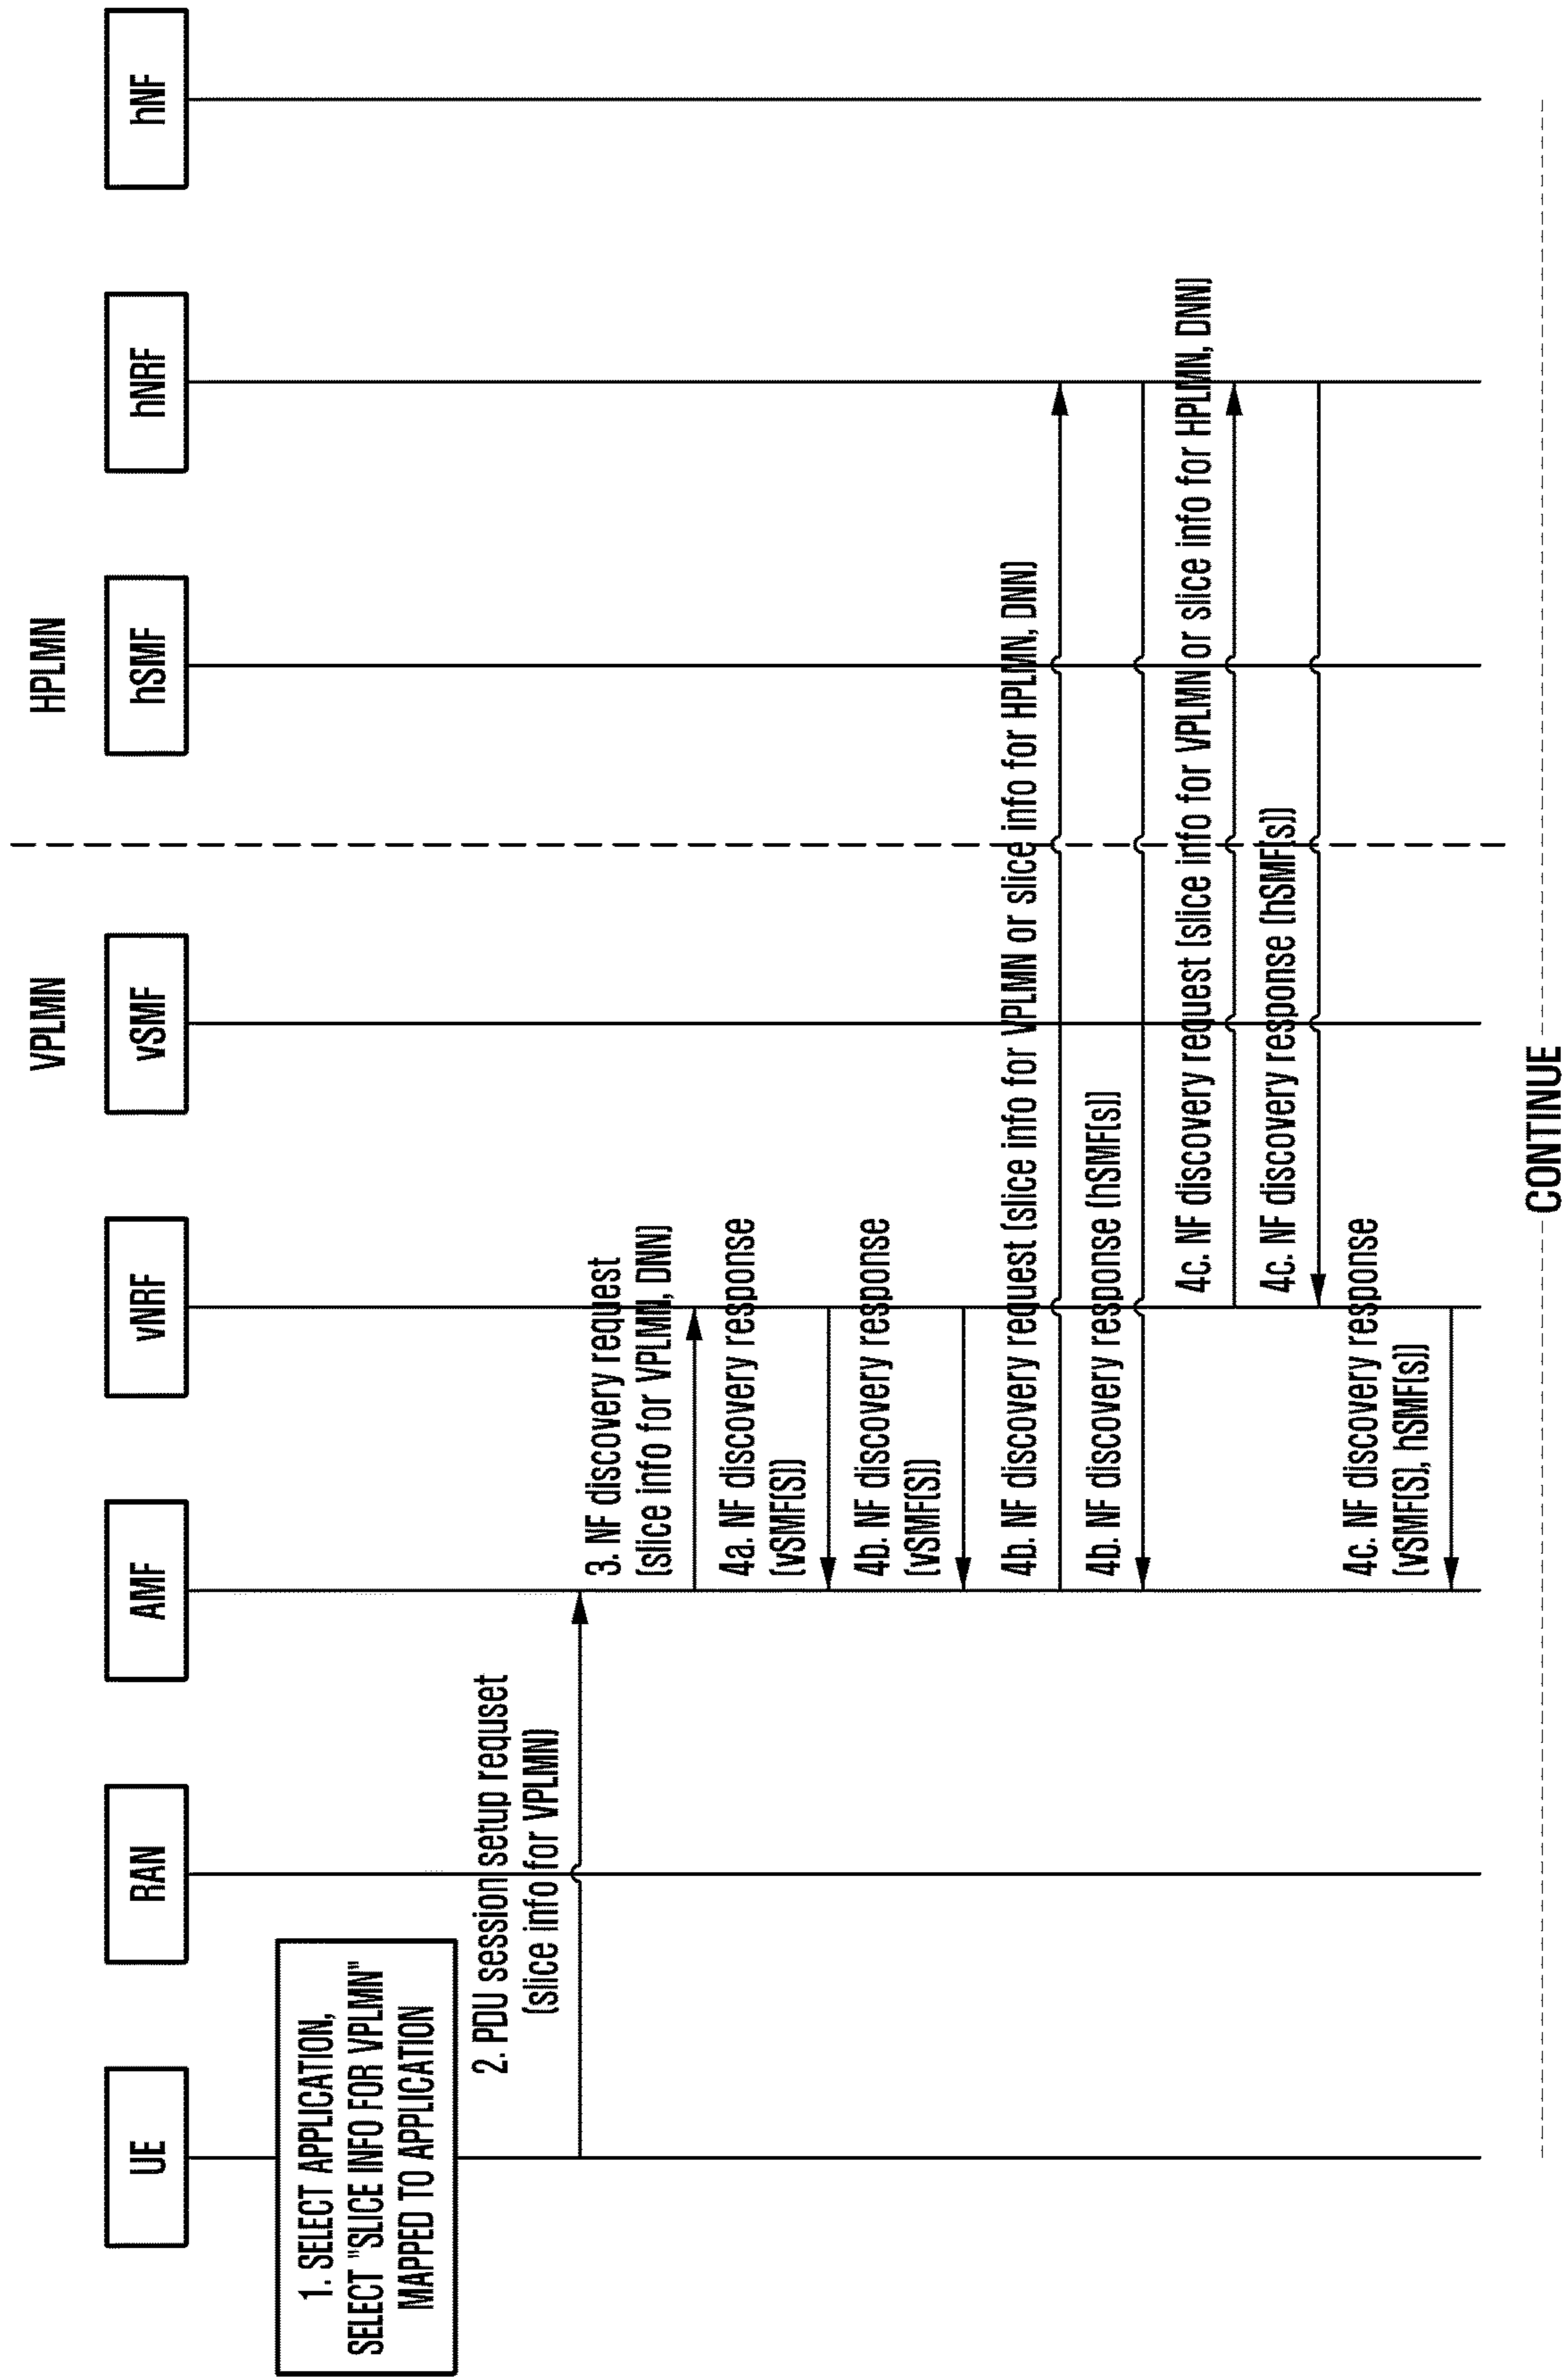 VPLMN
HPLMN
UE
RAN
AMF
vNRF
vSMF
hSMF
hNRF
hNF
1. SELECT APPLICATION,
SELECT "SLICE INFO FOR VPLMN"
MAPPED TO APPLICATION
2. PDU session setup requset
(slice info for VPLMN)
3. NF discovery request
(slice info for VPLMN, DNN)
4a. NF discovery response
(vSMF(S))
4b. NF discovery response
(vSMF(S))
4b. NF discovery request (slice info for VPLMN or slice info for HPLMN, DNN)
4b. NF discovery response (hSMF(s))
4c. NF discovery request (slice info for VPLMN or slice info for HPLMN, DNN)
4c. NF discovery response (hSMF(s))
4c. NF discovery response
(vSMF(S), hSMF(s))
CONTINUE